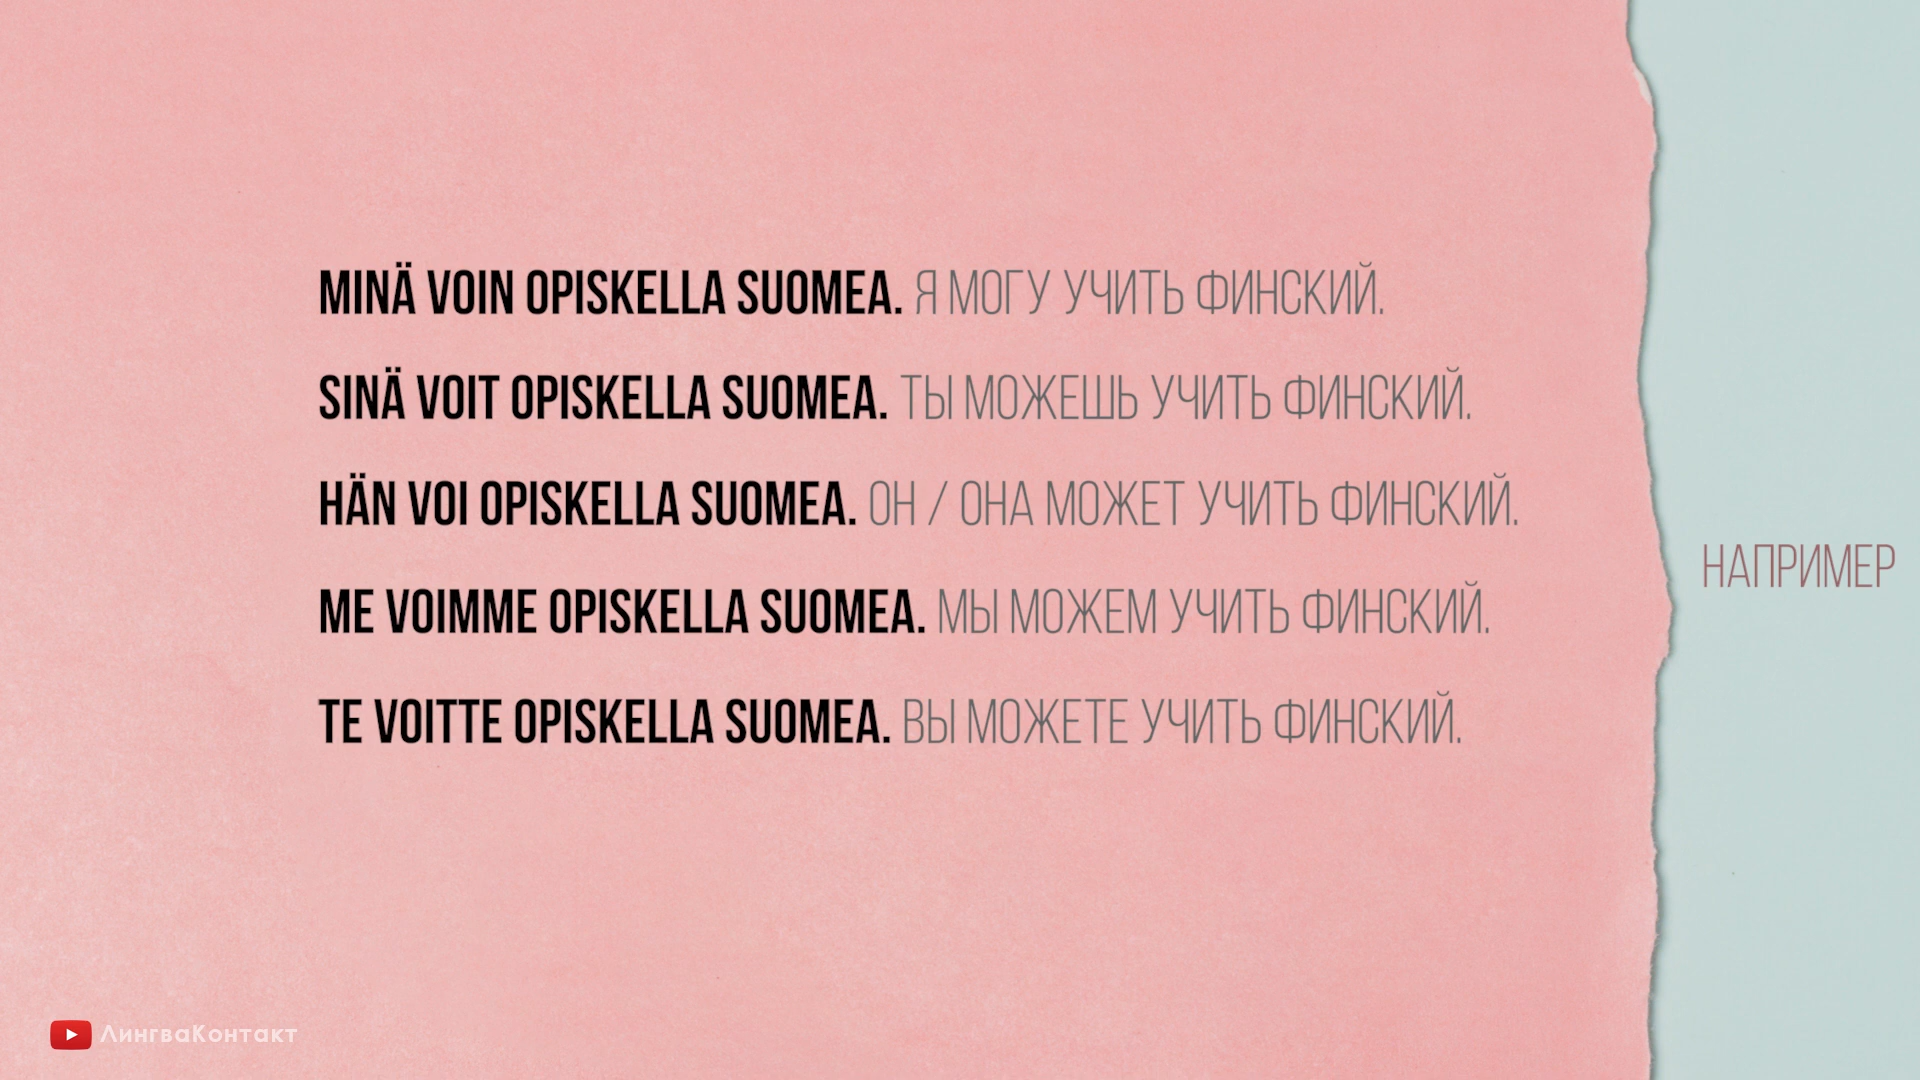 MINÄ VOIN OPISKELLA SUOMEA. Я МОГУ УЧИТЬ ФИНСКИЙ.
SINÄ VOIT OPISKELLA SUOMEA. ТЫ МОЖЕШЬ УЧИТЬ ФИНСКИЙ.
HÄN VOI OPISKELLA SUOMEA. ОН / ОНА МОЖЕТ УЧИТЬ ФИНСКИЙ.
ME VOIMME OPISKELLA SUOMEA. МЫ МОЖЕМ УЧИТЬ ФИНСКИЙ.
TE VOITTE OPISKELLA SUOMEA. ВЫ МОЖЕТЕ УЧИТЬ ФИНСКИЙ.
НАПРИМЕР
ЛингваКонтакт